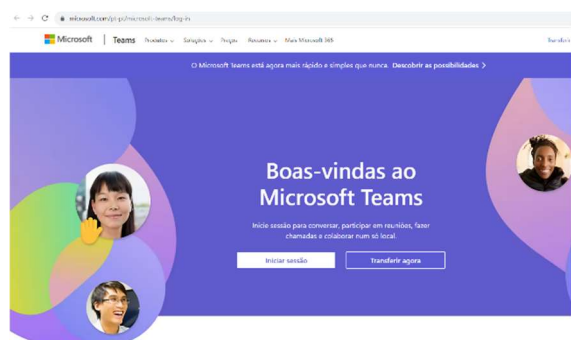 microsoft.com/pt-pt/microsoft-teams/log-in
Microsoft | Teams Produtos Soluções Preços Recursos Mais Microsoft 365 Transferir
O Microsoft Teams está agora mais rápido e simples que nunca. Descobrir as possibilidades >
Boas-vindas ao
Microsoft Teams
Inicie sessão para conversar, participar em reuniões, fazer
chamadas e colaborar num só local.
Iniciar sessão Transferir agora